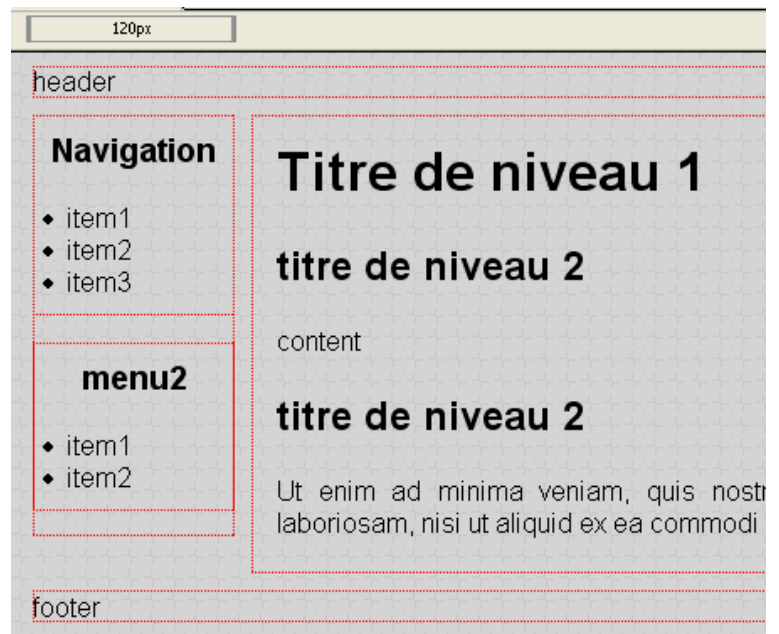 120px
header
Navigation
• item1
• item2
• item3
menu2
• item1
• item2
Titre de niveau 1
titre de niveau 2
content
titre de niveau 2
Ut enim ad minima veniam, quis nostr
laboriosam, nisi ut aliquid ex ea commodi
footer